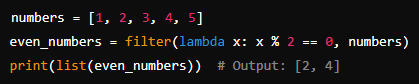 numbers = [1, 2, 3, 4, 5]
even_numbers = filter(lambda x: x % 2 == 0, numbers)
print(list(even_numbers))  # Output: [2, 4]